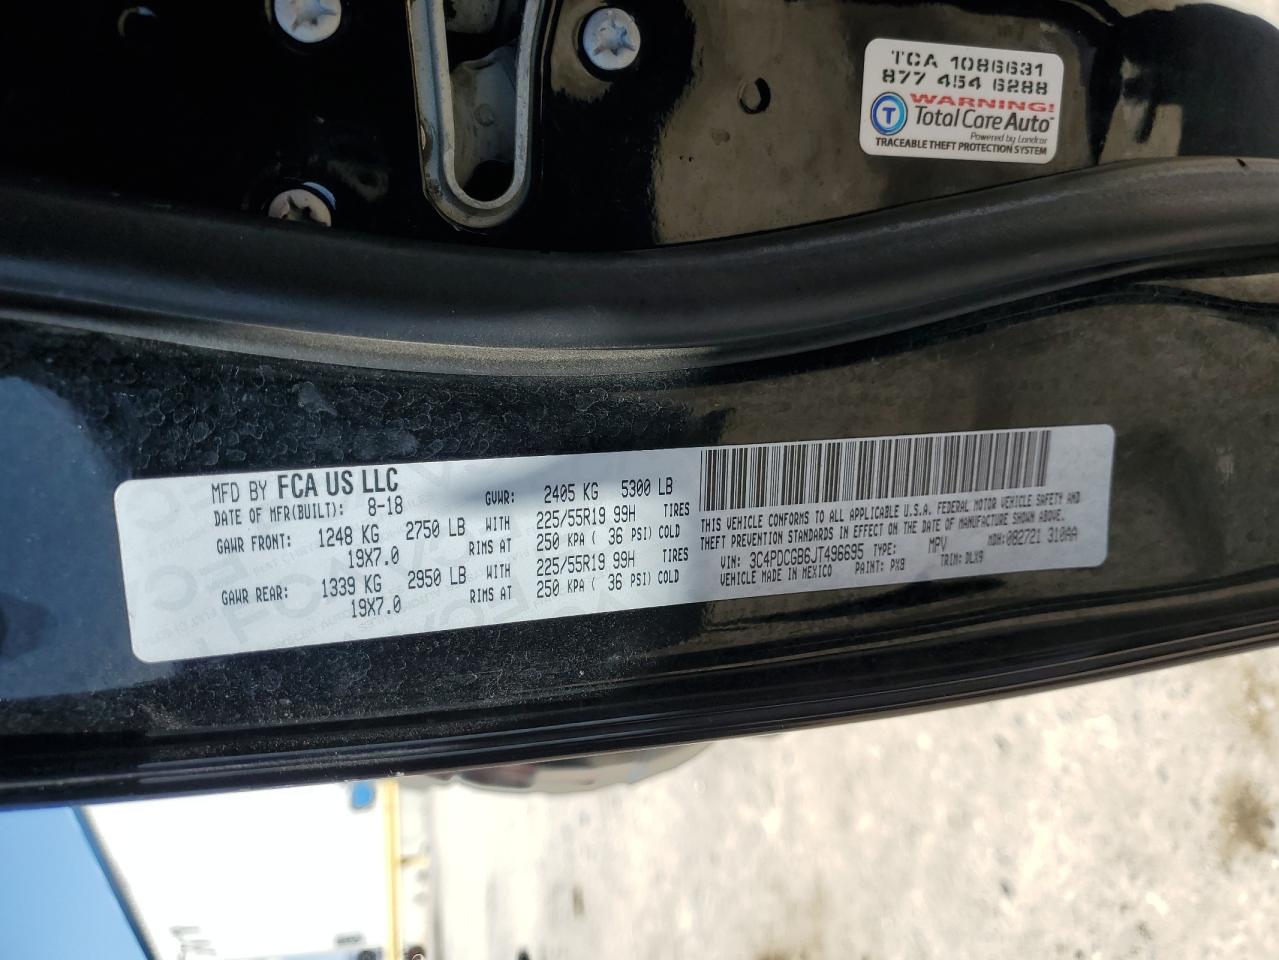 TCA 1086631
877 454 6288
WARNING!
T Total Care Auto
Powered by Landcar
TRACEABLE THEFT PROTECTION SYSTEM
MFD BY FCA US LLC
DATE OF MFR(BUILT): 8-18 GVWR: 2405 KG 5300 LB
GAWR FRONT: 1248 KG 2750 LB WITH 225/55R19 99H TIRES
19X7.0 RIMS AT 250 KPA ( 36 PSI) COLD
GAWR REAR: 1339 KG 2950 LB WITH 225/55R19 99H TIRES
19X7.0 RIMS AT 250 KPA ( 36 PSI) COLD
THIS VEHICLE CONFORMS TO ALL APPLICABLE U.S.A. FEDERAL MOTOR VEHICLE SAFETY AND
THEFT PREVENTION STANDARDS IN EFFECT ON THE DATE OF MANUFACTURE SHOWN ABOVE.
VIN: 3C4PDCGB6JT496695 TYPE: MPV MDH:082721 310AA
VEHICLE MADE IN MEXICO PAINT: PX8 TRIM: DLX9